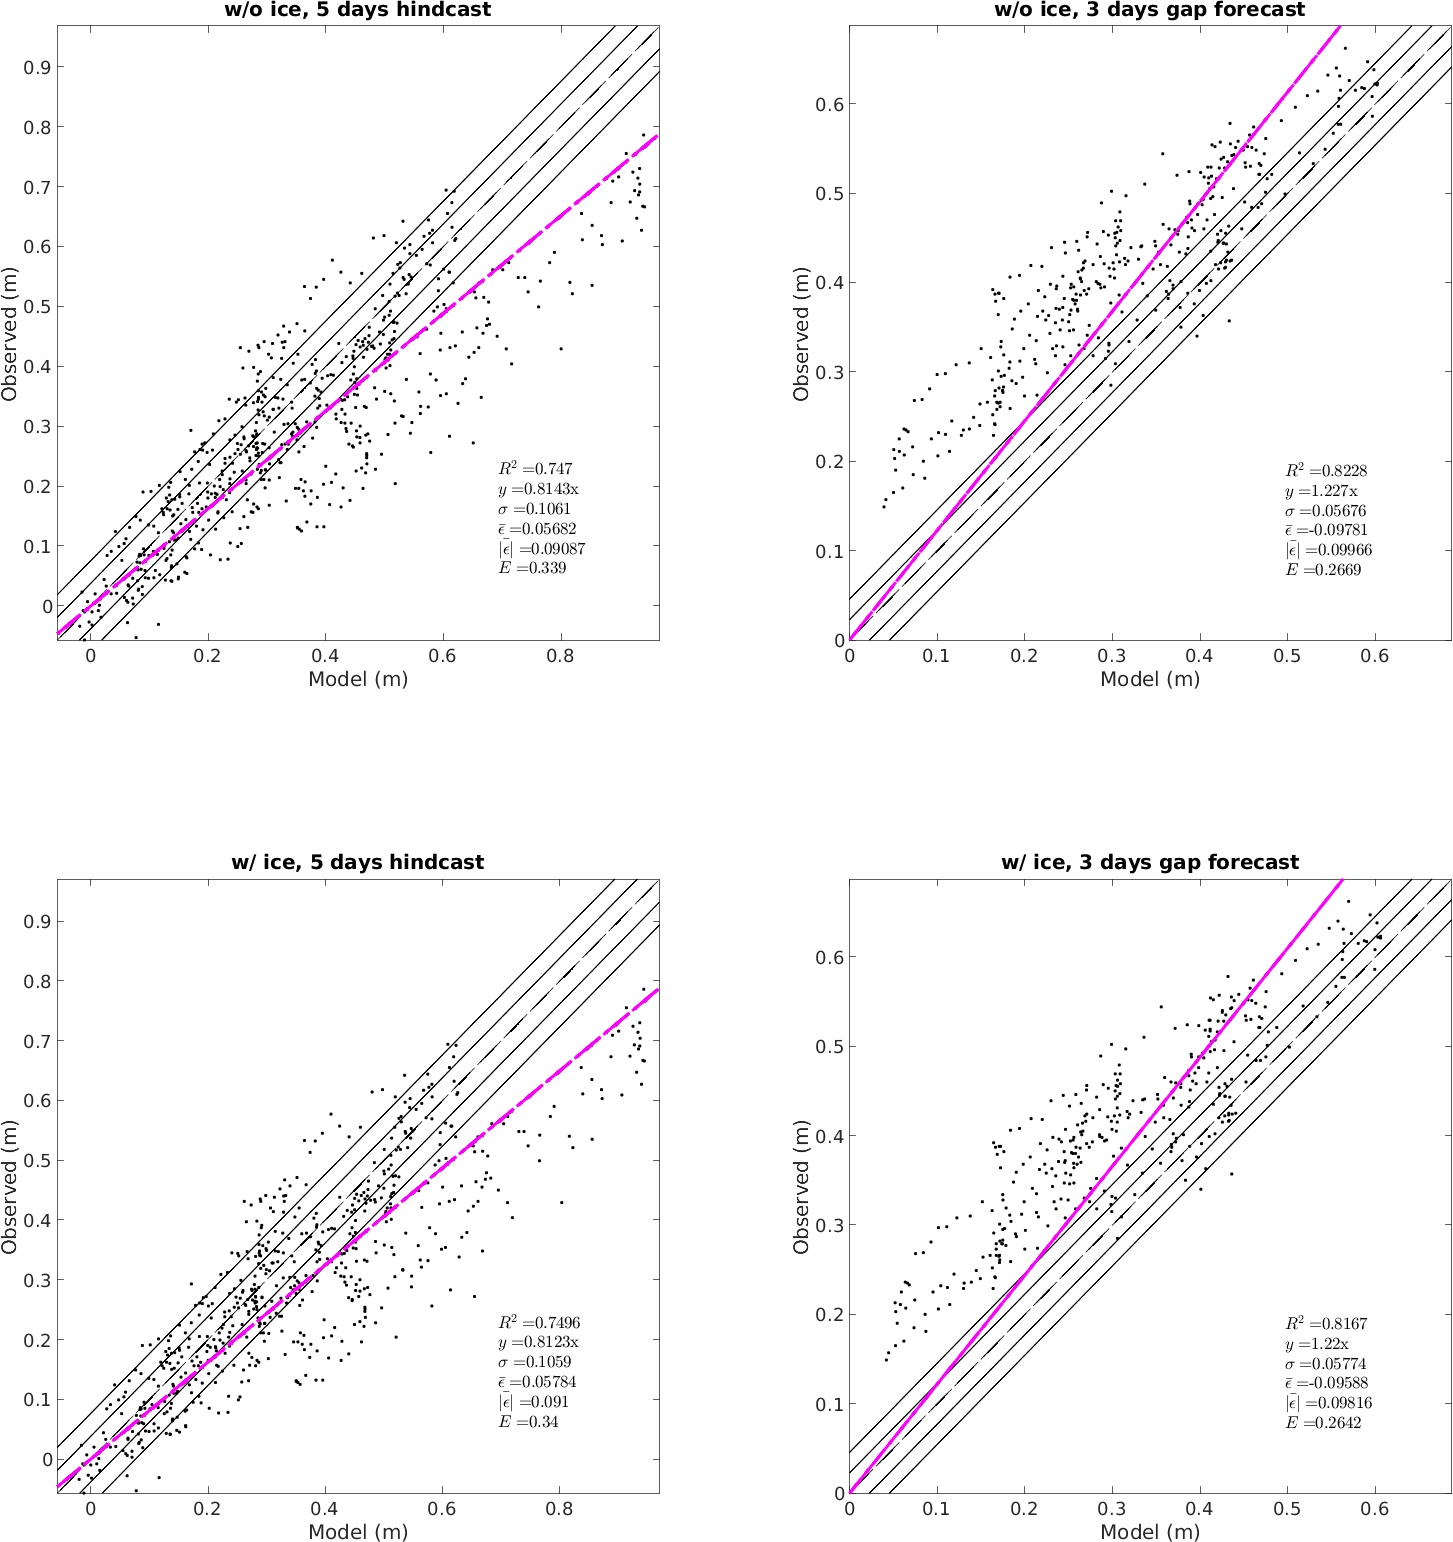 w/o ice, 5 days hindcast
0.9
0.8
0.7
0.6
0.5
0.4
0.3
0.2
0.1
0
Observed (m)
R² =0.747
y =0.8143x
σ =0.1061
ε̄ =0.05682
|ε̄| =0.09087
E =0.339
0 0.2 0.4 0.6 0.8
Model (m)
w/o ice, 3 days gap forecast
0.6
0.5
0.4
0.3
0.2
0.1
0
Observed (m)
R² =0.8228
y =1.227x
σ =0.05676
ε̄ =-0.09781
|ε̄| =0.09966
E =0.2669
0 0.1 0.2 0.3 0.4 0.5 0.6
Model (m)
w/ ice, 5 days hindcast
0.9
0.8
0.7
0.6
0.5
0.4
0.3
0.2
0.1
0
Observed (m)
R² =0.7496
y =0.8123x
σ =0.1059
ε̄ =0.05784
|ε̄| =0.091
E =0.34
0 0.2 0.4 0.6 0.8
Model (m)
w/ ice, 3 days gap forecast
0.6
0.5
0.4
0.3
0.2
0.1
0
Observed (m)
R² =0.8167
y =1.22x
σ =0.05774
ε̄ =-0.09588
|ε̄| =0.09816
E =0.2642
0 0.1 0.2 0.3 0.4 0.5 0.6
Model (m)